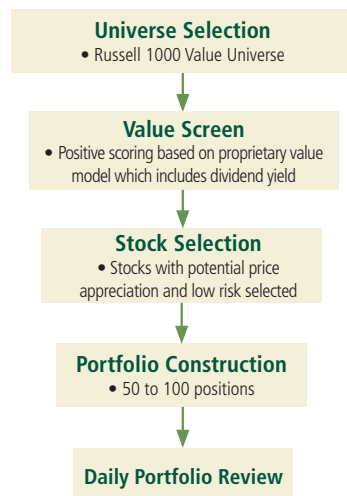 Universe Selection
• Russell 1000 Value Universe
Value Screen
• Positive scoring based on proprietary value
model which includes dividend yield
Stock Selection
• Stocks with potential price
appreciation and low risk selected
Portfolio Construction
• 50 to 100 positions
Daily Portfolio Review